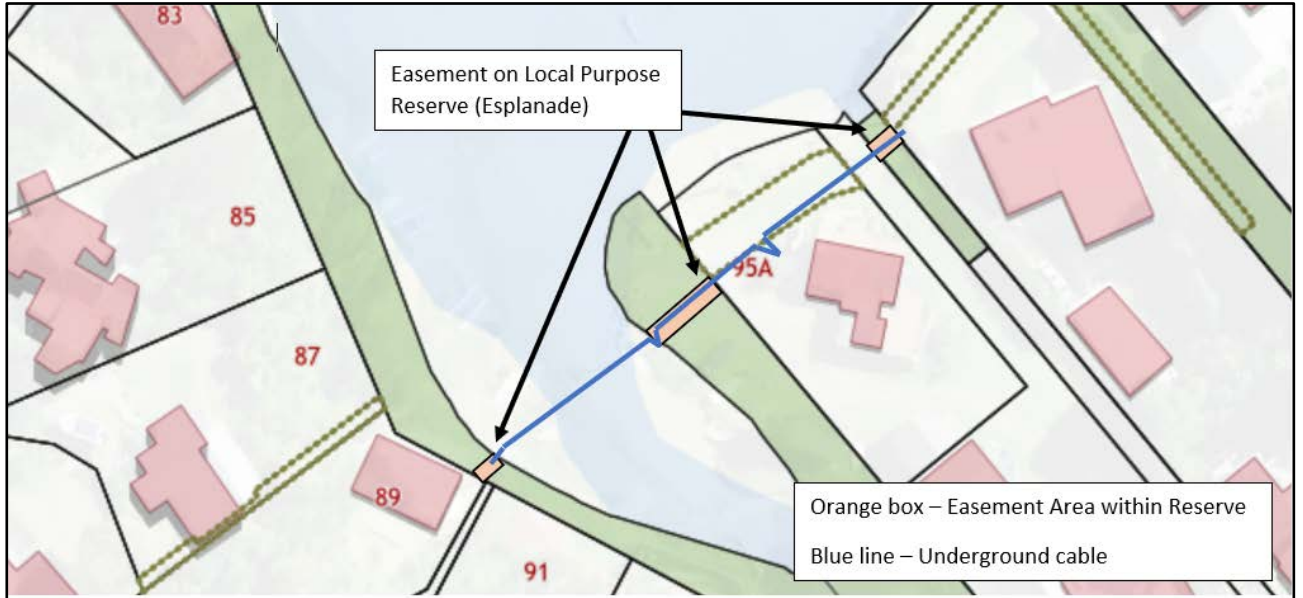 83
Easement on Local Purpose
Reserve (Esplanade)
85
95A
87
89
Orange box – Easement Area within Reserve
Blue line – Underground cable
91